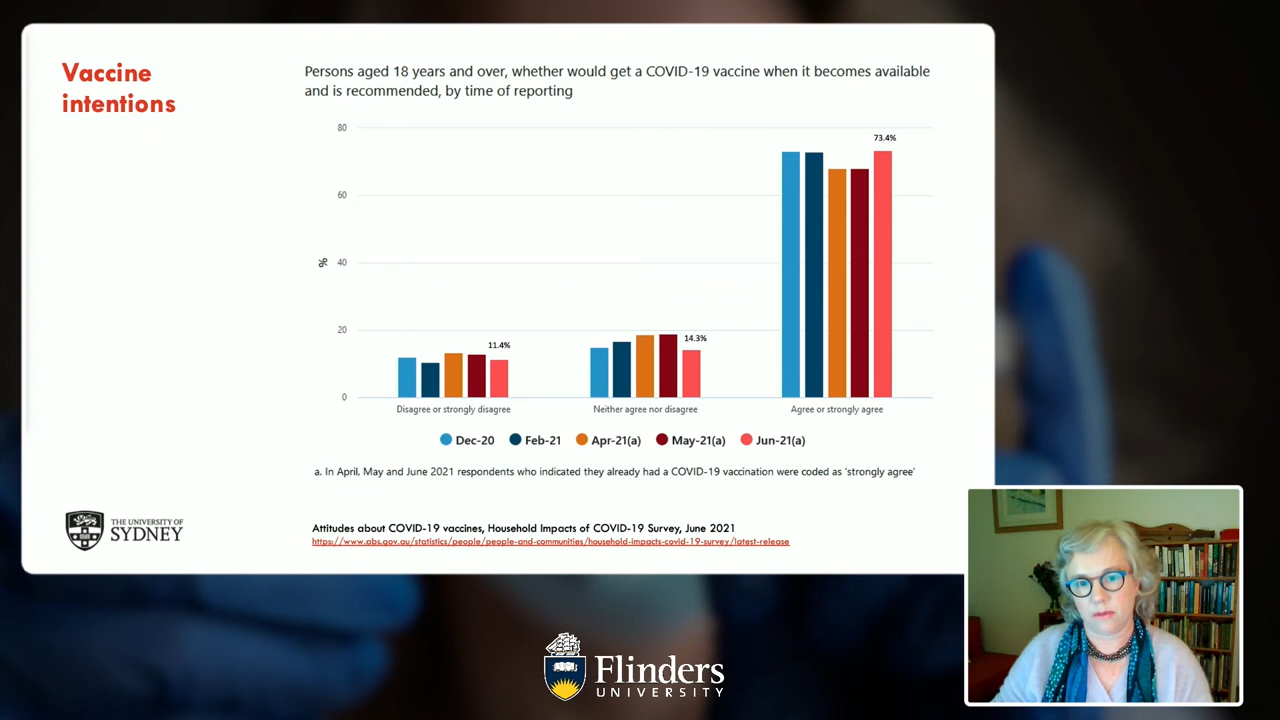 Vaccine
intentions
Persons aged 18 years and over, whether would get a COVID-19 vaccine when it becomes available
and is recommended, by time of reporting
80
60
40
20
0
%
11.4%
14.3%
73.4%
Disagree or strongly disagree
Neither agree nor disagree
Agree or strongly agree
Dec-20 Feb-21 Apr-21(a) May-21(a) Jun-21(a)
a. In April, May and June 2021 respondents who indicated they already had a COVID-19 vaccination were coded as 'strongly agree'
THE UNIVERSITY OF
SYDNEY
Attitudes about COVID-19 vaccines, Household Impacts of COVID-19 Survey, June 2021
https://www.abs.gov.au/statistics/people/people-and-communities/household-impacts-covid-19-survey/latest-release
Flinders
UNIVERSITY